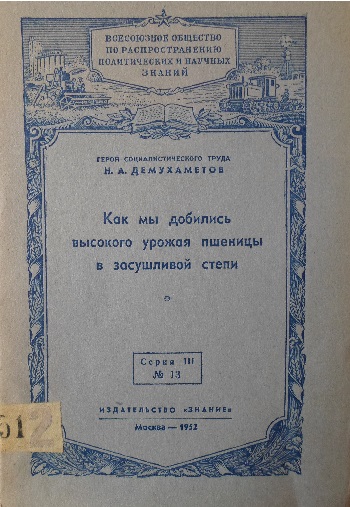 ВСЕСОЮЗНОЕ ОБЩЕСТВО
ПО РАСПРОСТРАНЕНИЮ
ПОЛИТИЧЕСКИХ И НАУЧНЫХ
ЗНАНИЙ
ГЕРОЙ СОЦИАЛИСТИЧЕСКОГО ТРУДА
Н. А. ДЕМУХАМЕТОВ
Как мы добились
высокого урожая пшеницы
в засушливой степи
Серия III
№ 13
ИЗДАТЕЛЬСТВО «ЗНАНИЕ»
Москва — 1952
512